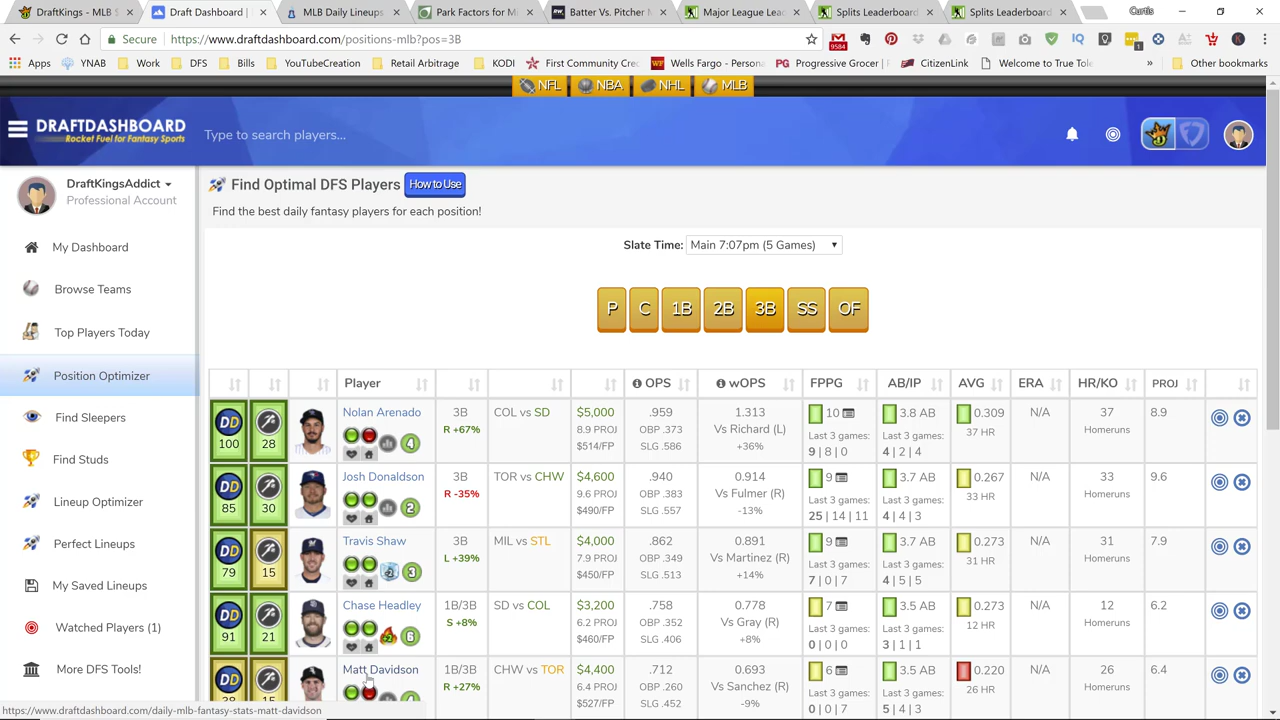 DraftKings - MLB S
Draft Dashboard |
MLB Daily Lineups
Park Factors for M
Batter Vs. Pitcher M
Major League Lea
Splits Leaderboard
Splits Leaderboard
Curtis
Secure https://www.draftdashboard.com/positions-mlb?pos=3B
9584
Apps YNAB Work DFS Bills YouTubeCreation Retail Arbitrage KODI First Community Cre Wells Fargo - Persona Progressive Grocer | CitizenLink Welcome to True Tole » Other bookmarks
NFL NBA NHL MLB
DRAFTDASHBOARD
Rocket Fuel for Fantasy Sports
Type to search players...
DraftKingsAddict
Professional Account
My Dashboard
Browse Teams
Top Players Today
Position Optimizer
Find Sleepers
Find Studs
Lineup Optimizer
Perfect Lineups
My Saved Lineups
Watched Players (1)
More DFS Tools!
Find Optimal DFS Players How to Use
Find the best daily fantasy players for each position!
Slate Time: Main 7:07pm (5 Games)
P C 1B 2B 3B SS OF
Player OPS wOPS FPPG AB/IP AVG ERA HR/KO PROJ
DD 100 28 Nolan Arenado 4 3B R +67% COL vs SD $5,000 8.9 PROJ $514/FP .959 OBP .373 SLG .586 1.313 Vs Richard (L) +36% 10 Last 3 games: 9 | 8 | 0 3.8 AB Last 3 games: 4 | 2 | 4 0.309 37 HR N/A 37 Homeruns 8.9
DD 85 30 Josh Donaldson 2 3B R -35% TOR vs CHW $4,600 9.6 PROJ $490/FP .940 OBP .383 SLG .557 0.914 Vs Fulmer (R) -13% 9 Last 3 games: 25 | 14 | 11 3.7 AB Last 3 games: 4 | 4 | 3 0.267 33 HR N/A 33 Homeruns 9.6
DD 79 15 Travis Shaw 3 3B L +39% MIL vs STL $4,000 7.9 PROJ $450/FP .862 OBP .349 SLG .513 0.891 Vs Martinez (R) +14% 9 Last 3 games: 7 | 0 | 7 3.7 AB Last 3 games: 4 | 5 | 5 0.273 31 HR N/A 31 Homeruns 7.9
DD 91 21 Chase Headley 6 1B/3B S +8% SD vs COL $3,200 6.2 PROJ $460/FP .758 OBP .352 SLG .406 0.778 Vs Gray (R) +8% 7 Last 3 games: 0 | 0 | 0 3.5 AB Last 3 games: 3 | 1 | 1 0.273 12 HR N/A 12 Homeruns 6.2
DD Matt Davidson 1B/3B R +27% CHW vs TOR $4,400 6.4 PROJ $527/FP .712 OBP .260 SLG .452 0.693 Vs Sanchez (R) -9% 6 Last 3 games: 0 | 0 | 7 3.5 AB Last 3 games: 5 | 4 | 3 0.220 26 HR N/A 26 Homeruns 6.4
https://www.draftdashboard.com/daily-mlb-fantasy-stats-matt-davidson